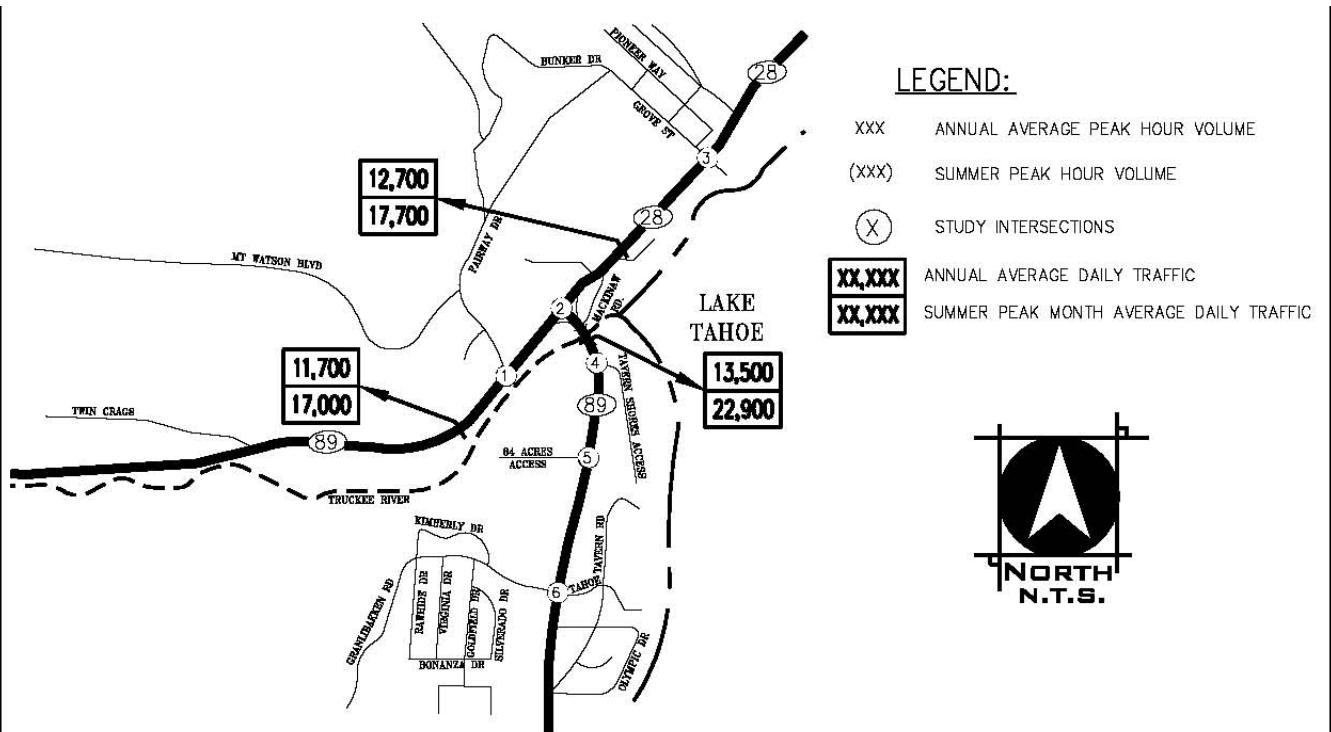 PIONEER WAY
BUNKER DR
GROVE ST
28
3
12,700
17,700
28
FAIRWAY DR
MT WATSON BLVD
2
MACKINAW
RD.
LAKE
TAHOE
1
4
11,700
17,000
13,500
22,900
TAVERN SHORES ACCESS
89
TWIN CRAGS
89
84 ACRES
ACCESS
5
TRUCKEE RIVER
KIMBERLY DR
TAHOE TAVERN RD
6
GRANLIBAKKEN RD
RAWHIDE DR
VIRGINIA DR
GOLDFIELD DR
SILVERADO DR
BONANZA DR
OLYMPIC DR
LEGEND:
XXX ANNUAL AVERAGE PEAK HOUR VOLUME
(XXX) SUMMER PEAK HOUR VOLUME
X STUDY INTERSECTIONS
XX,XXX ANNUAL AVERAGE DAILY TRAFFIC
XX,XXX SUMMER PEAK MONTH AVERAGE DAILY TRAFFIC
28
NORTH
N.T.S.